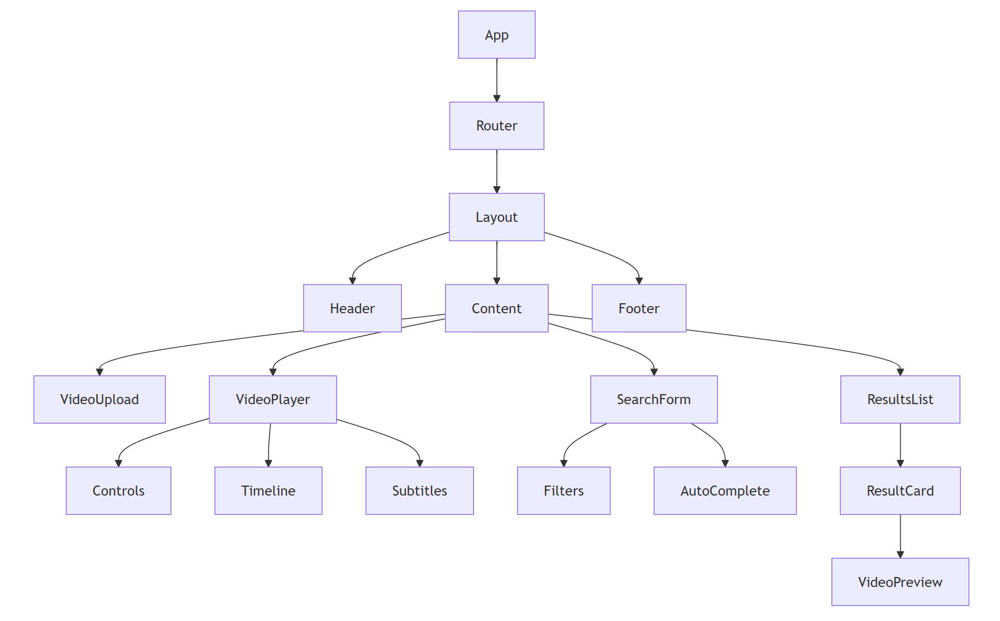 App
Router
Layout
Header
Content
Footer
VideoUpload
VideoPlayer
SearchForm
ResultsList
Controls
Timeline
Subtitles
Filters
AutoComplete
ResultCard
VideoPreview